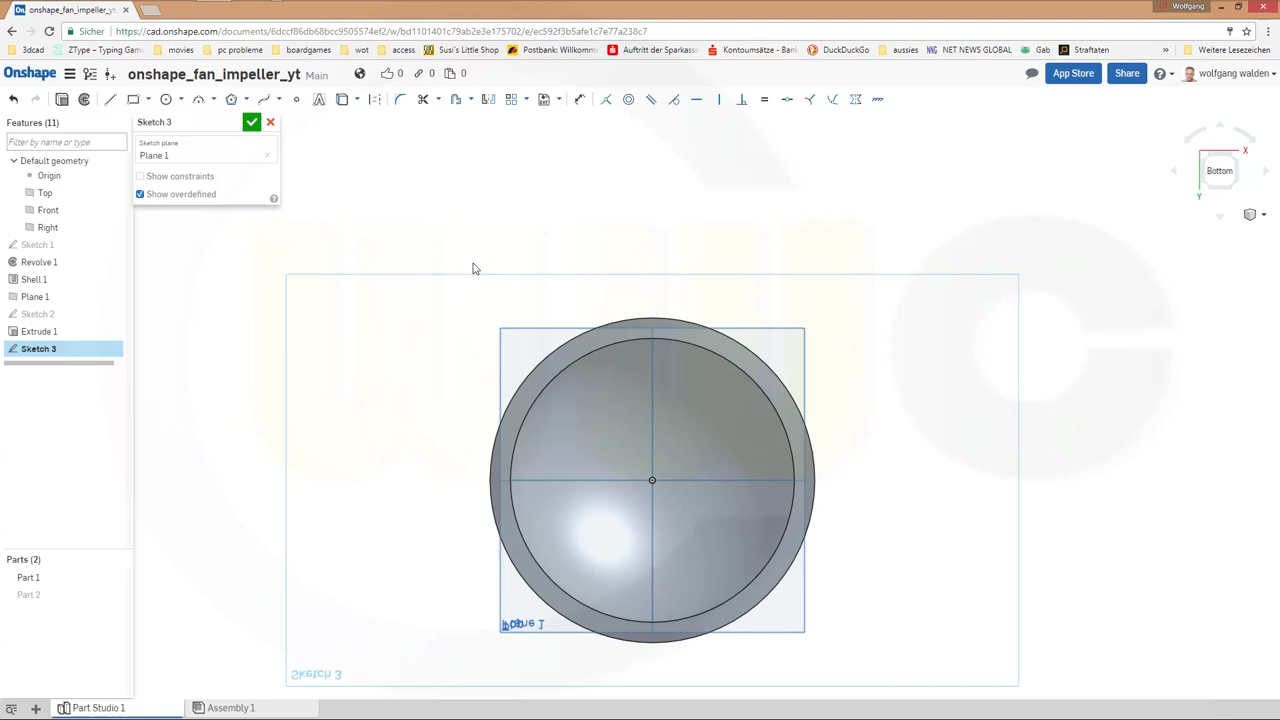 onshape_fan_impeller_yt
Wolfgang
Sicher
https://cad.onshape.com/documents/6dccf86db68bcc9505574ef2/w/bd1101401c79ab2e3e175702/e/ec592f3b5afe1c7e77a238c7
3dcad
ZType – Typing Game
movies
pc probleme
boardgames
wot
access
Susi's Little Shop
Postbank: Willkomme
Auftritt der Sparkasse
Kontoumsätze - Bank
DuckDuckGo
aussies
NET NEWS GLOBAL
Gab
Straftaten
»
Weitere Lesezeichen
Onshape
onshape_fan_impeller_yt Main
0
0
0
App Store
Share
wolfgang walden
Features (11)
Filter by name or type
Default geometry
Origin
Top
Front
Right
Sketch 1
Revolve 1
Shell 1
Plane 1
Sketch 2
Extrude 1
Sketch 3
Sketch 3
Sketch plane
Plane 1
Show constraints
Show overdefined
X
Bottom
Y
Plane 1
Sketch 3
Parts (2)
Part 1
Part 2
Part Studio 1
Assembly 1